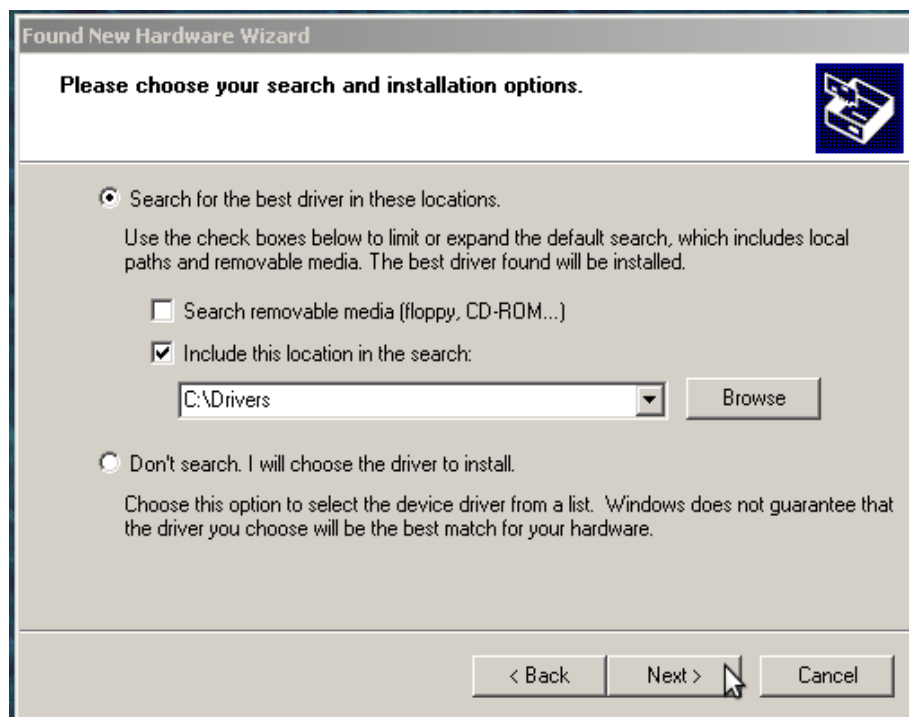 Found New Hardware Wizard
Please choose your search and installation options.
Search for the best driver in these locations.
Use the check boxes below to limit or expand the default search, which includes local
paths and removable media. The best driver found will be installed.
Search removable media (floppy, CD-ROM...)
Include this location in the search:
C:\Drivers
Browse
Don't search. I will choose the driver to install.
Choose this option to select the device driver from a list. Windows does not guarantee that
the driver you choose will be the best match for your hardware.
< Back
Next >
Cancel